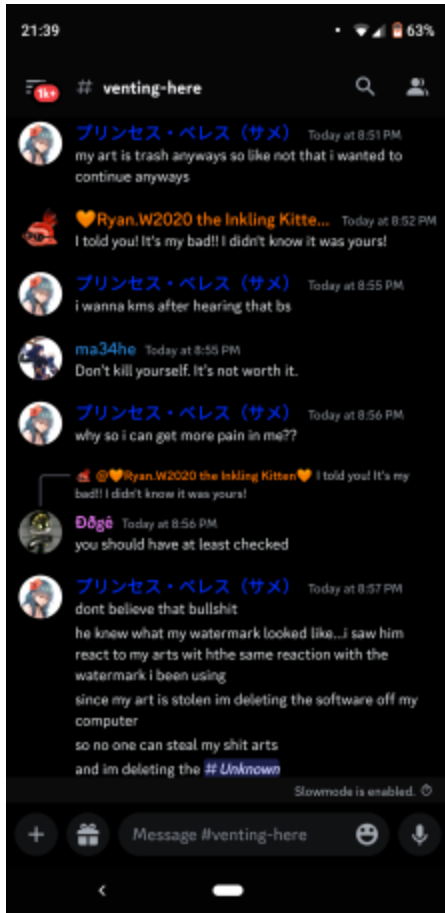 21:39
63%
1k+
# venting-here
プリンセス・ベレス（サメ） Today at 8:51 PM
my art is trash anyways so like not that i wanted to
continue anyways
🧡Ryan.W2020 the Inkling Kitte... Today at 8:52 PM
I told you! It's my bad!! I didn't know it was yours!
プリンセス・ベレス（サメ） Today at 8:55 PM
i wanna kms after hearing that bs
ma34he Today at 8:55 PM
Don't kill yourself. It's not worth it.
プリンセス・ベレス（サメ） Today at 8:56 PM
why so i can get more pain in me??
@🧡Ryan.W2020 the Inkling Kitten🧡 I told you! It's my
bad!! I didn't know it was yours!
Ððgê Today at 8:56 PM
you should have at least checked
プリンセス・ベレス（サメ） Today at 8:57 PM
dont believe that bullshit
he knew what my watermark looked like...i saw him
react to my arts wit hthe same reaction with the
watermark i been using
since my art is stolen im deleting the software off my
computer
so no one can steal my shit arts
and im deleting the # Unknown
Slowmode is enabled.
Message #venting-here